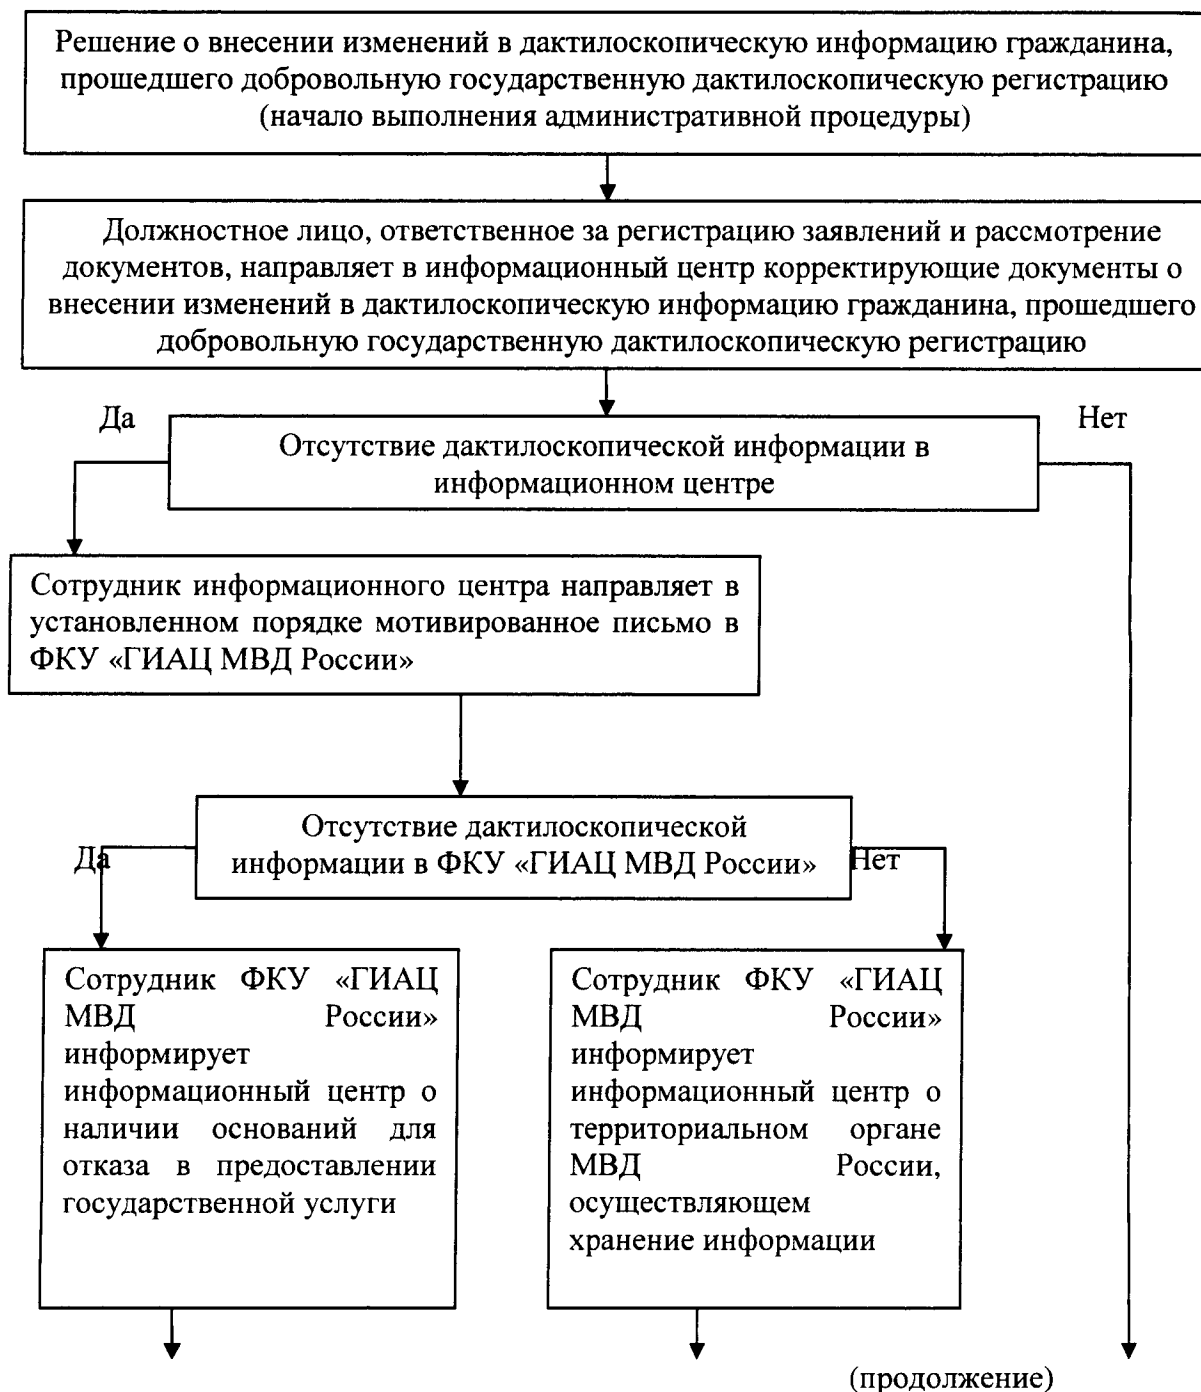 Решение о внесении изменений в дактилоскопическую информацию гражданина,
прошедшего добровольную государственную дактилоскопическую регистрацию
(начало выполнения административной процедуры)
Должностное лицо, ответственное за регистрацию заявлений и рассмотрение
документов, направляет в информационный центр корректирующие документы о
внесении изменений в дактилоскопическую информацию гражданина, прошедшего
добровольную государственную дактилоскопическую регистрацию
Да
Нет
Отсутствие дактилоскопической информации в
информационном центре
Сотрудник информационного центра направляет в
установленном порядке мотивированное письмо в
ФКУ «ГИАЦ МВД России»
Отсутствие дактилоскопической
информации в ФКУ «ГИАЦ МВД России»
Да
Нет
Сотрудник ФКУ «ГИАЦ
МВД России»
информирует
информационный центр о
наличии оснований для
отказа в предоставлении
государственной услуги
Сотрудник ФКУ «ГИАЦ
МВД России»
информирует
информационный центр о
территориальном органе
МВД России,
осуществляющем
хранение информации
(продолжение)